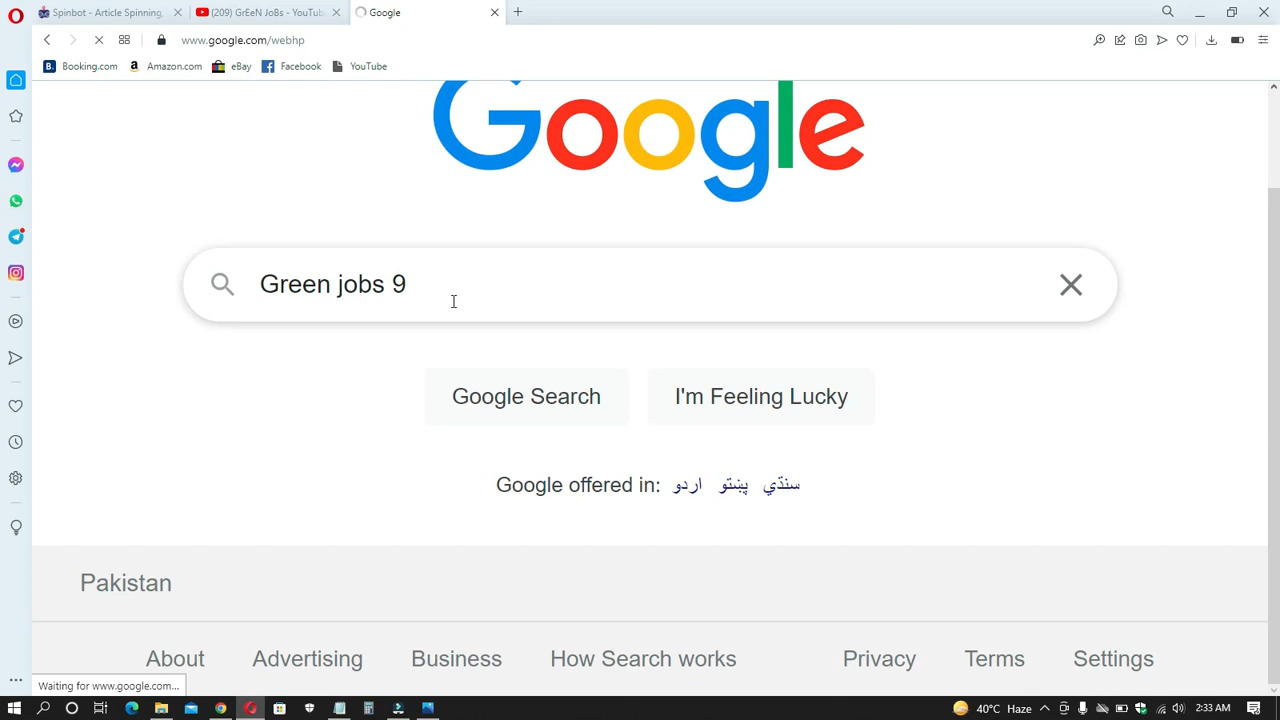 Spinbot - Article Spinning,
(209) GrEeN Jo8s - YouTub
Google
www.google.com/webhp
Booking.com
Amazon.com
eBay
Facebook
YouTube
Google
Green jobs 9
Google Search
I'm Feeling Lucky
Google offered in: اردو پښتو سنڌي
Pakistan
About
Advertising
Business
How Search works
Privacy
Terms
Settings
Waiting for www.google.com...
40°C Haze
2:33 AM